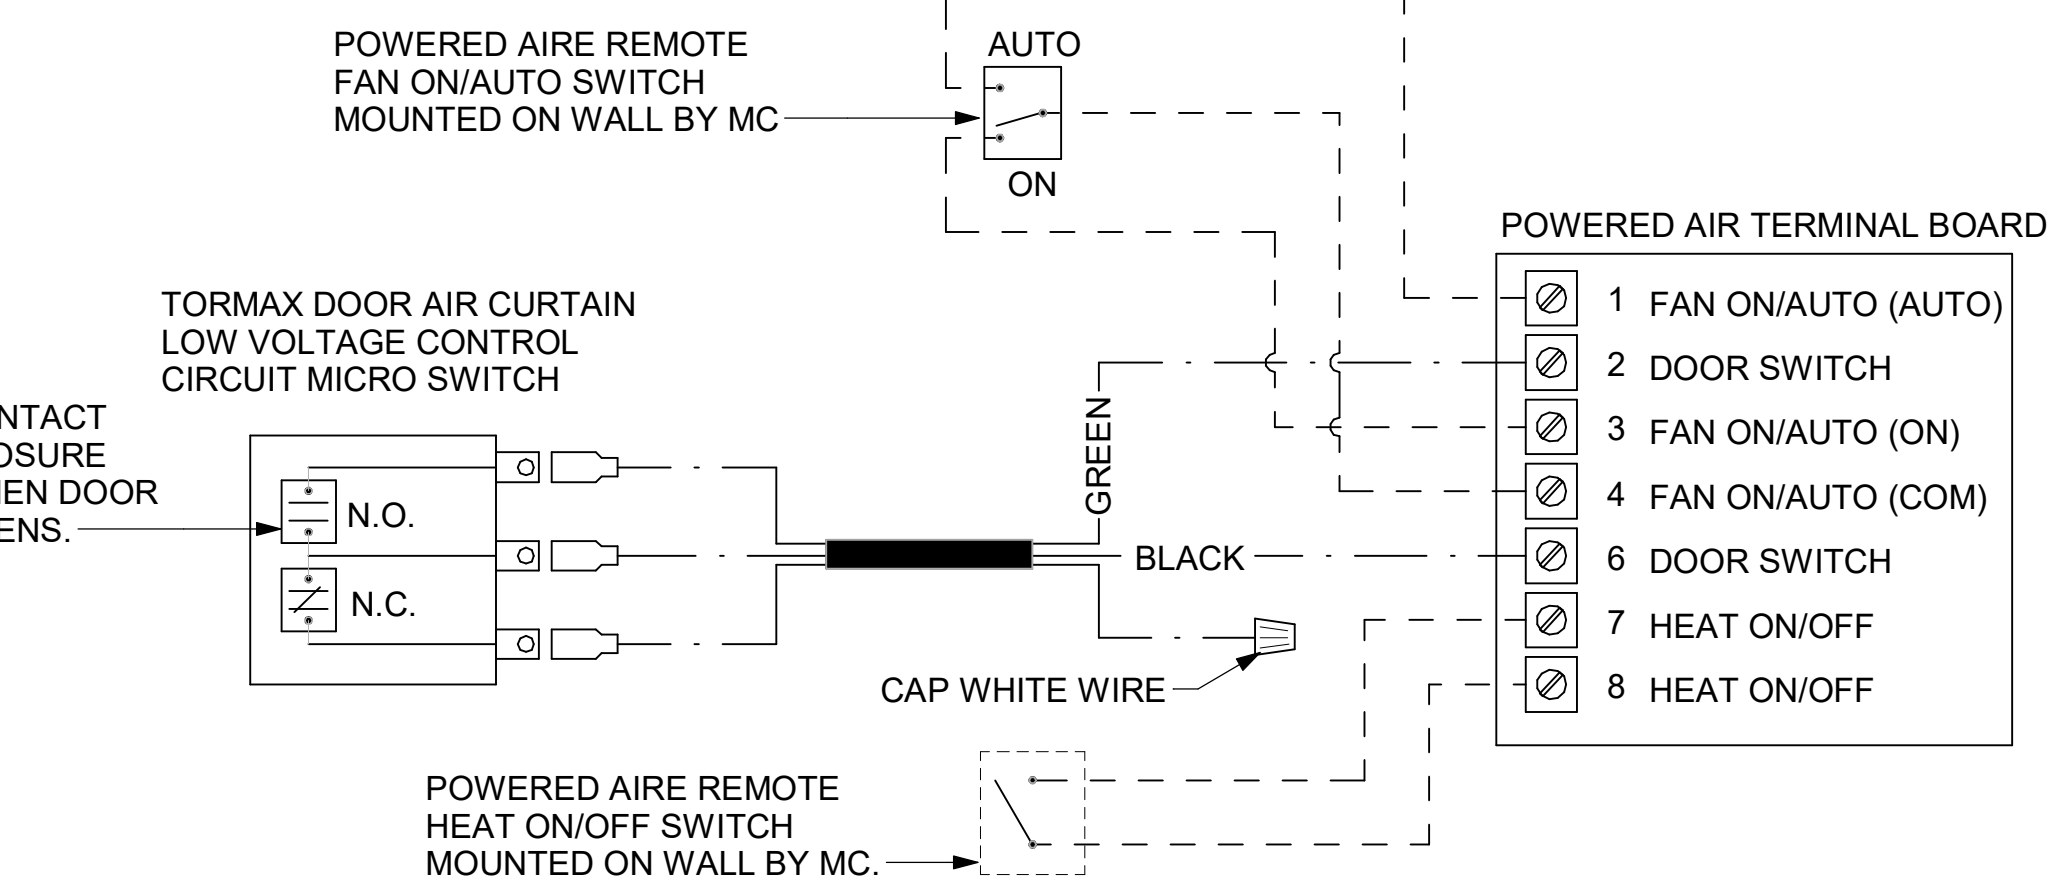 POWERED AIRE REMOTE
FAN ON/AUTO SWITCH
MOUNTED ON WALL BY MC
AUTO
ON
POWERED AIR TERMINAL BOARD
1 FAN ON/AUTO (AUTO)
2 DOOR SWITCH
3 FAN ON/AUTO (ON)
4 FAN ON/AUTO (COM)
6 DOOR SWITCH
7 HEAT ON/OFF
8 HEAT ON/OFF
TORMAX DOOR AIR CURTAIN
LOW VOLTAGE CONTROL
CIRCUIT MICRO SWITCH
NTACT
OSURE
EN DOOR
ENS.
N.O.
N.C.
GREEN
BLACK
CAP WHITE WIRE
POWERED AIRE REMOTE
HEAT ON/OFF SWITCH
MOUNTED ON WALL BY MC.